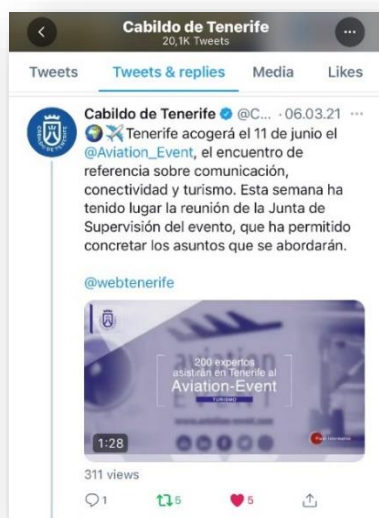 Cabildo de Tenerife
20,1K Tweets
Tweets
Tweets & replies
Media
Likes
Cabildo de Tenerife @C... · 06.03.21
Tenerife acogerá el 11 de junio el
@Aviation_Event, el encuentro de
referencia sobre comunicación,
conectividad y turismo. Esta semana ha
tenido lugar la reunión de la Junta de
Supervisión del evento, que ha permitido
concretar los asuntos que se abordarán.
@webtenerife
200 expertos
asistirán en Tenerife al
Aviation-Event
TURISMO
1:28
311 views
1
5
5